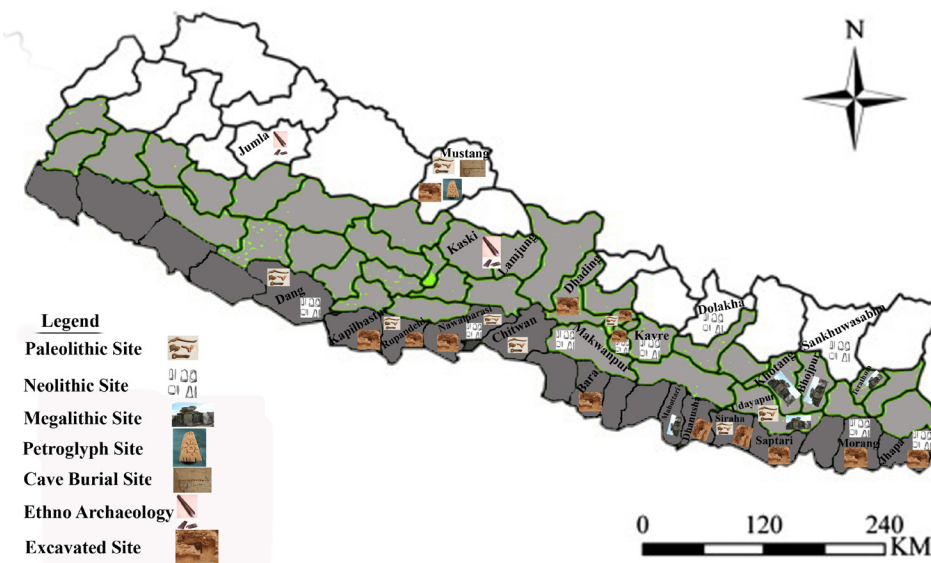 N
Jumla
Mustang
Kaski
Lamjung
Dhading
Dolakha
Sankhuwasabha
Dang
Kapilbast
Rupandehi
Nawalparasi
Chitwan
Makwanpur
Kavre
Khotang
Bhojpur
Bara
Mahottari
Dhanusha
Siraha
Udayapur
Saptari
Morang
Jhapa
Legend
Paleolithic Site
Neolithic Site
Megalithic Site
Petroglyph Site
Cave Burial Site
Ethno Archaeology
Excavated Site
0 120 240
KM